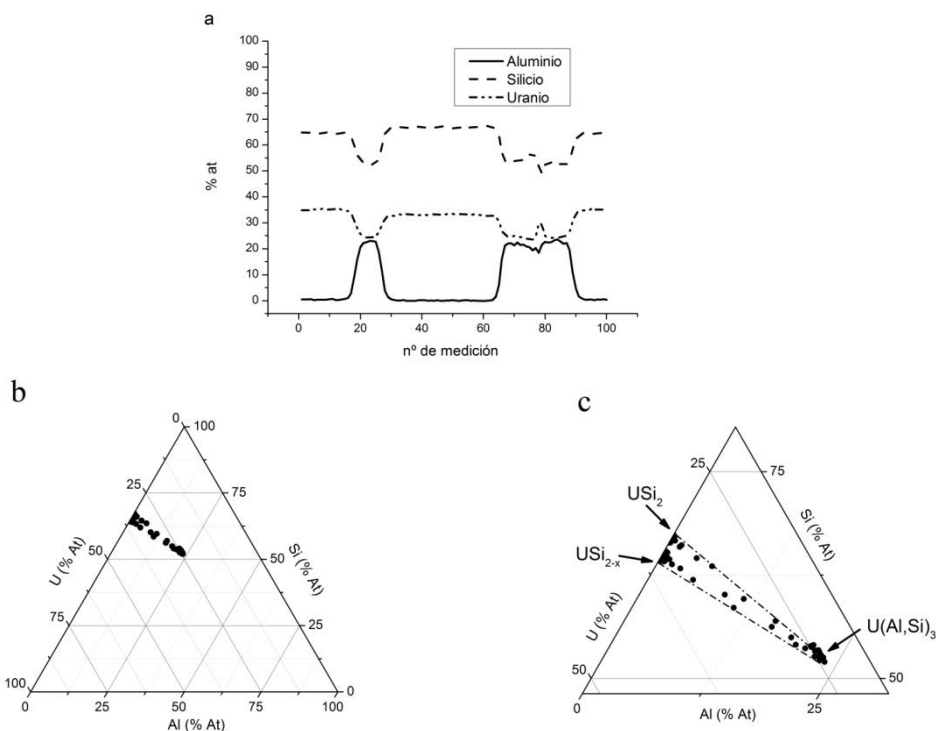 a
100
90
80
70
60
50
40
30
20
10
0
% at
Aluminio
Silicio
Uranio
0 20 40 60 80 100
nº de medición
b
0 100
25 75
50 50
75 25
100 0
U (% At)
Si (% At)
0 25 50 75 100
Al (% At)
c
25 75
USi2
USi2-x
U(Al,Si)3
U (% At)
Si (% At)
50 50
0 25
Al (% At)